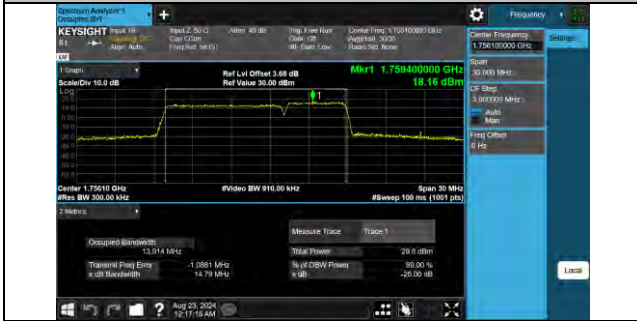 Spectrum Analyzer 1
Occupied BW
Frequency
KEYSIGHT
Input: RF
Input Z: 50 Ω
Atten: 40 dB
Trig: Free Run
Center Freq: 1.756100000 GHz
Align: Auto
Gate: Off
Radio Std: None
Center Frequency
1.756100000 GHz
Settings
Span
30.000 MHz
CF Step
3.000000 MHz
Auto
Man
Freq Offset
0 Hz
1 Graph
Scale/Div 10.0 dB
Ref Lvl Offset 3.68 dB
Ref Value 30.00 dBm
Mkr1 1.759400000 GHz
18.16 dBm
Log
1
Center 1.75610 GHz
#Res BW 300.00 kHz
#Video BW 910.00 kHz
Span 30 MHz
#Sweep 100 ms (1001 pts)
2 Metrics
Measure Trace
Trace 1
Occupied Bandwidth
13.914 MHz
Total Power
29.6 dBm
Transmit Freq Error
-1.0861 MHz
% of OBW Power
99.00 %
x dB Bandwidth
14.79 MHz
x dB
-26.00 dB
Local
Aug 23, 2024
12:17:15 AM